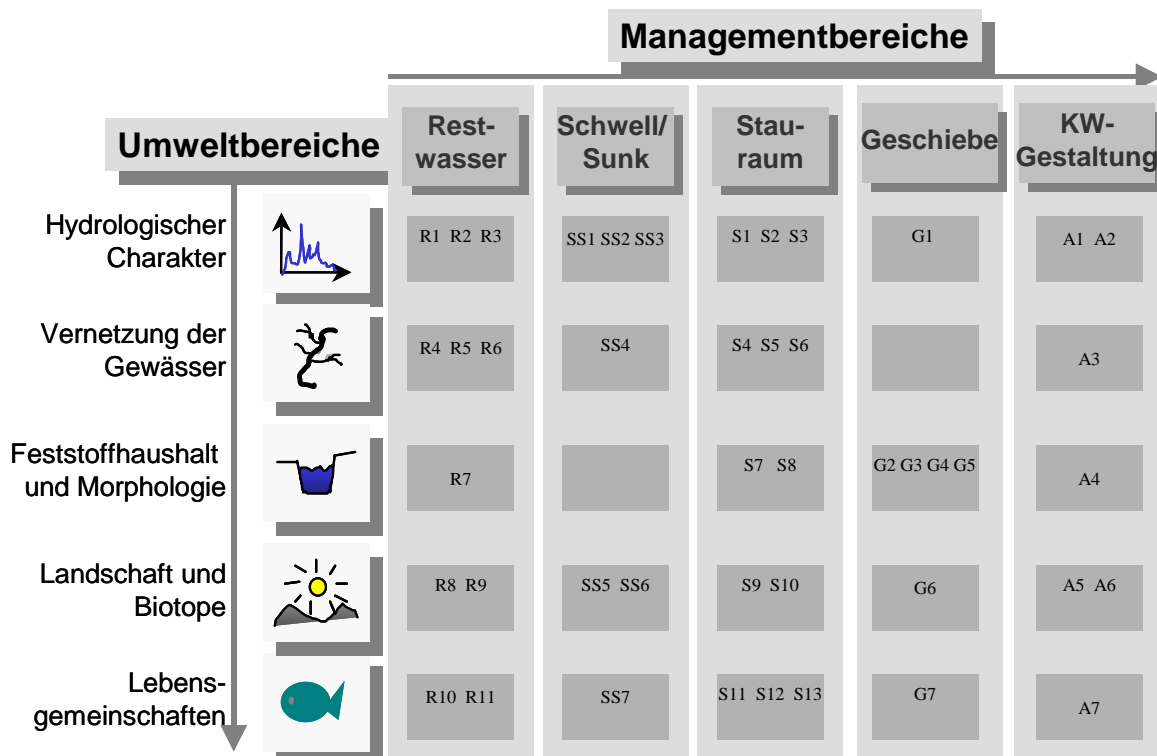 Managementbereiche
Umweltbereiche
Rest-
wasser
Schwell/
Sunk
Stau-
raum
Geschiebe
KW-
Gestaltung
Hydrologischer
Charakter
R1 R2 R3
SS1 SS2 SS3
S1 S2 S3
G1
A1 A2
Vernetzung der
Gewässer
R4 R5 R6
SS4
S4 S5 S6
A3
Feststoffhaushalt
und Morphologie
R7
S7 S8
G2 G3 G4 G5
A4
Landschaft und
Biotope
R8 R9
SS5 SS6
S9 S10
G6
A5 A6
Lebens-
gemeinschaften
R10 R11
SS7
S11 S12 S13
G7
A7